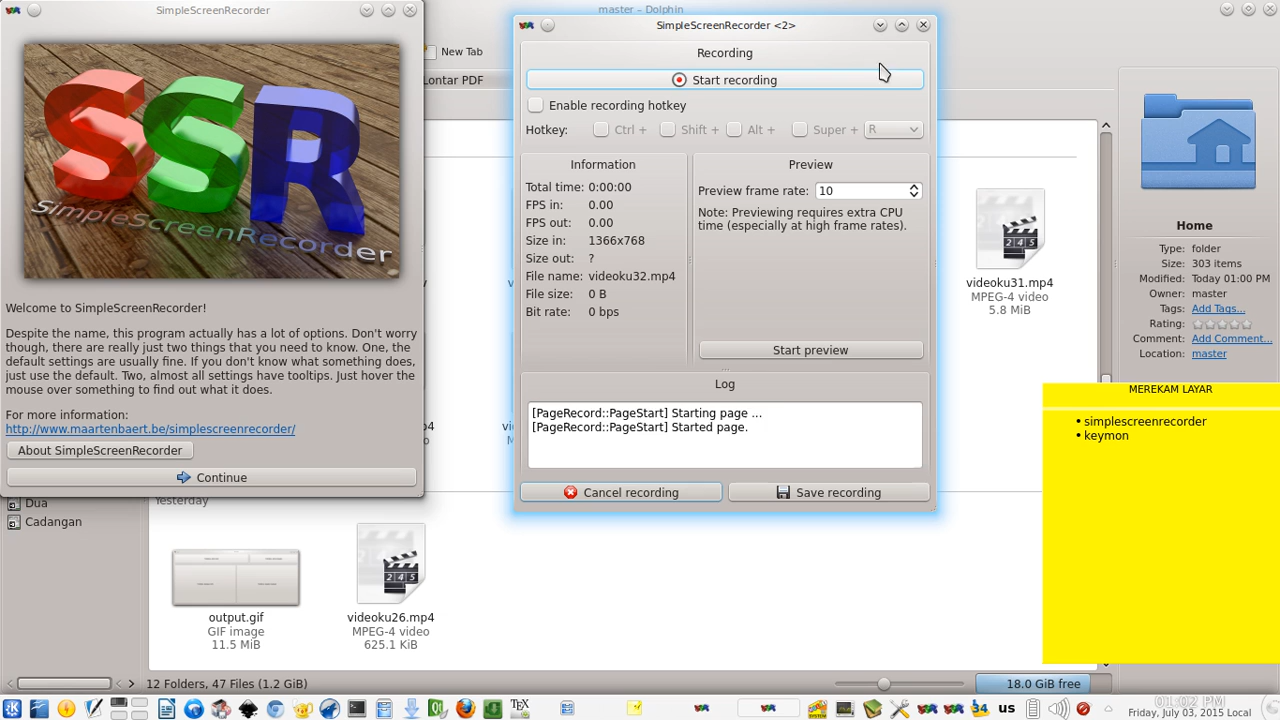 SimpleScreenRecorder
SSR
SimpleScreenRecorder
Welcome to SimpleScreenRecorder!
Despite the name, this program actually has a lot of options. Don't worry
though, there are really just two things that you need to know. One, the
default settings are usually fine. If you don't know what something does,
just use the default. Two, almost all settings have tooltips. Just hover the
mouse over something to find out what it does.
For more information:
http://www.maartenbaert.be/simplescreenrecorder/
About SimpleScreenRecorder
Continue
master – Dolphin
New Tab
Lontar PDF
SimpleScreenRecorder <2>
Recording
Start recording
Enable recording hotkey
Hotkey: Ctrl + Shift + Alt + Super + R
Information
Total time: 0:00:00
FPS in: 0.00
FPS out: 0.00
Size in: 1366x768
Size out: ?
File name: videoku32.mp4
File size: 0 B
Bit rate: 0 bps
Preview
Preview frame rate: 10
Note: Previewing requires extra CPU
time (especially at high frame rates).
Start preview
Log
[PageRecord::PageStart] Starting page ...
[PageRecord::PageStart] Started page.
Cancel recording
Save recording
videoku31.mp4
MPEG-4 video
5.8 MiB
Home
Type: folder
Size: 303 items
Modified: Today 01:00 PM
Owner: master
Tags: Add Tags...
Rating:
Comment: Add Comment...
Location: master
MEREKAM LAYAR
• simplescreenrecorder
• keymon
Dua
Cadangan
Yesterday
output.gif
GIF image
11.5 MiB
videoku26.mp4
MPEG-4 video
625.1 KiB
12 Folders, 47 Files (1.2 GiB)
18.0 GiB free
us
01:02 PM
Friday, July 03, 2015 Local